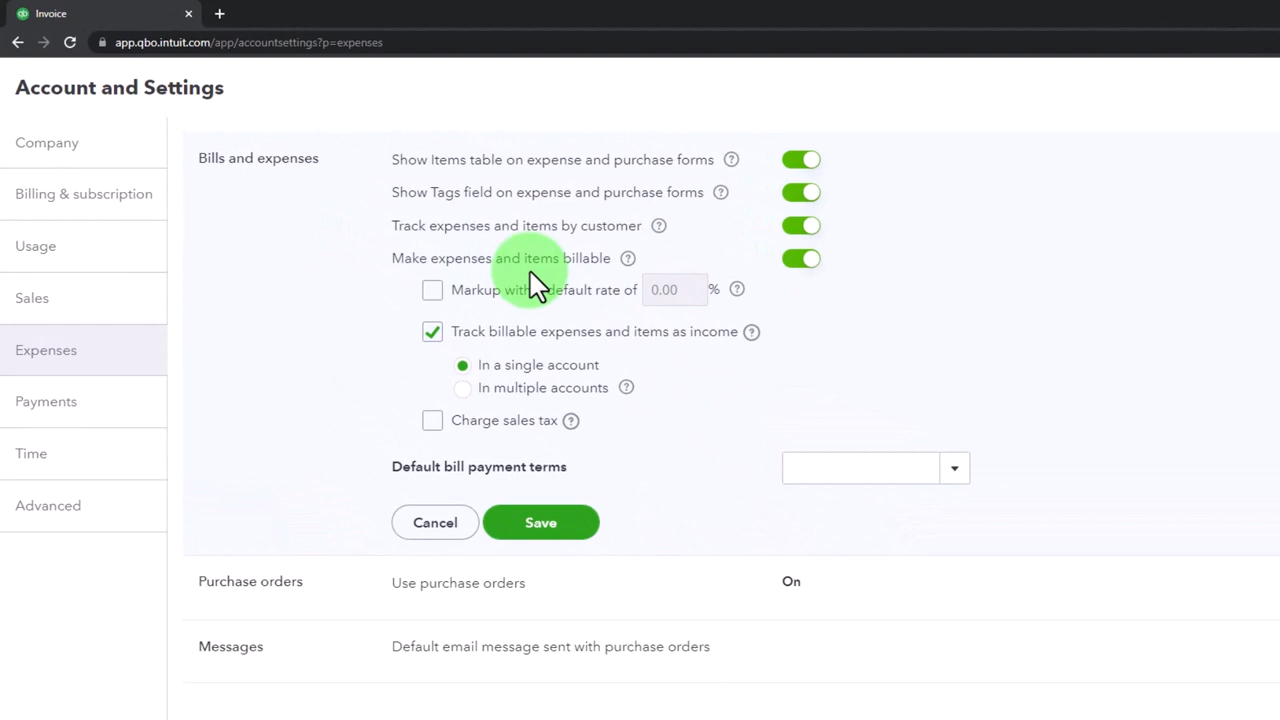 Invoice
app.qbo.intuit.com/app/accountsettings?p=expenses
Account and Settings
Company
Billing & subscription
Usage
Sales
Expenses
Payments
Time
Advanced
Bills and expenses
Show Items table on expense and purchase forms ?
Show Tags field on expense and purchase forms ?
Track expenses and items by customer ?
Make expenses and items billable ?
Markup with default rate of 0.00 % ?
Track billable expenses and items as income ?
In a single account
In multiple accounts ?
Charge sales tax ?
Default bill payment terms
Cancel Save
Purchase orders Use purchase orders On
Messages Default email message sent with purchase orders